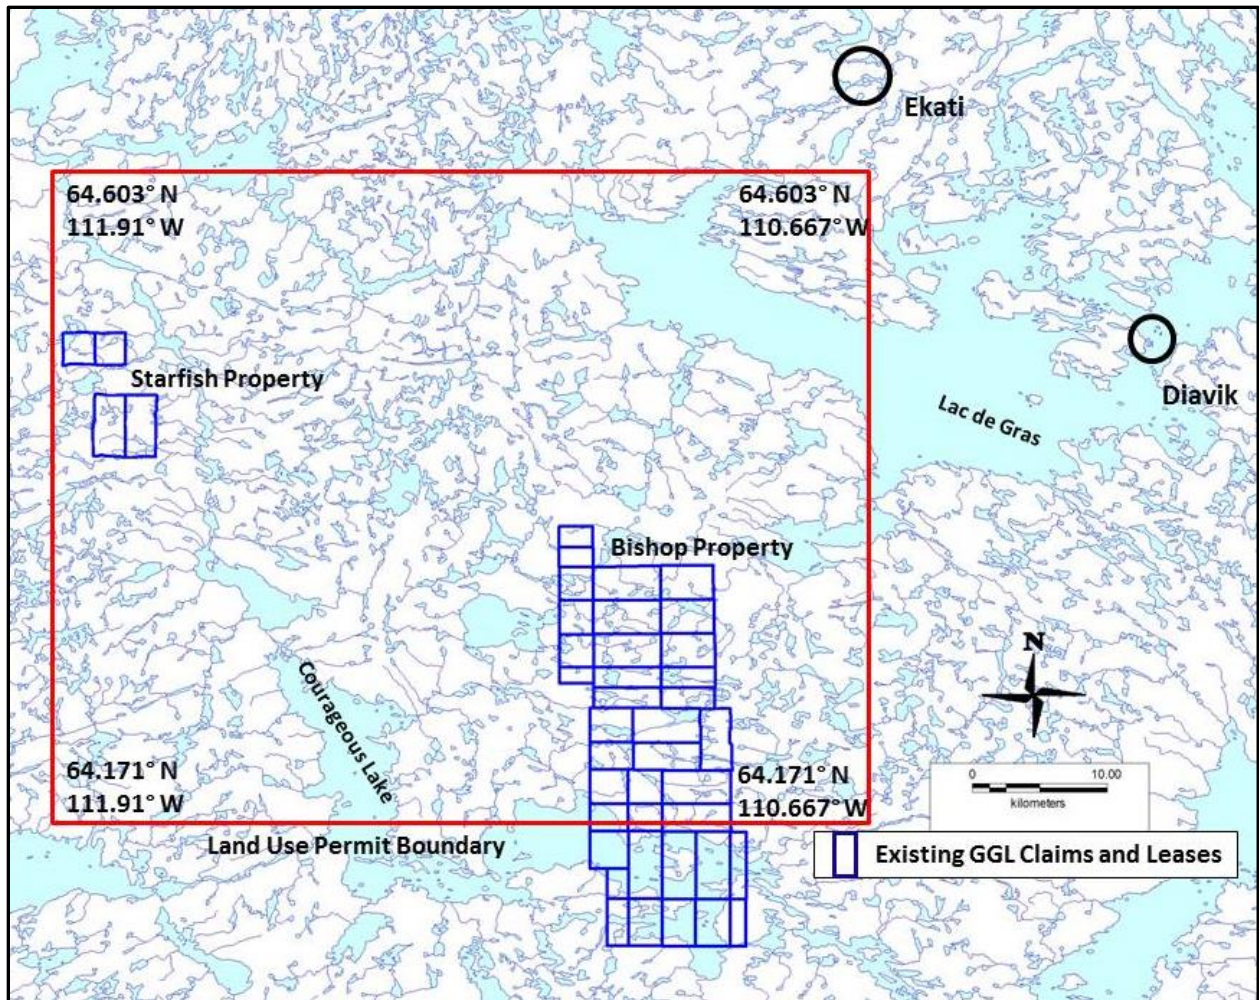 Ekati
64.603° N
111.91° W
64.603° N
110.667° W
Starfish Property
Diavik
Lac de Gras
Bishop Property
N
Courageous Lake
64.171° N
111.91° W
64.171° N
110.667° W
0 10.00
kilometers
Land Use Permit Boundary
Existing GGL Claims and Leases